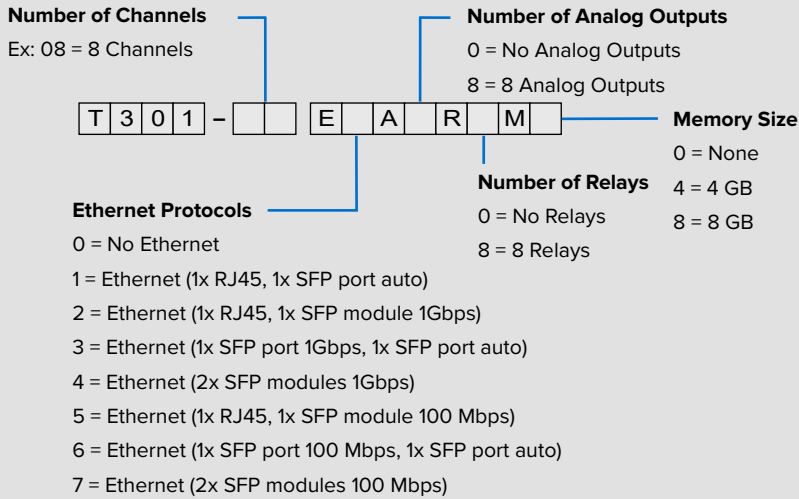 Number of Channels
Ex: 08 = 8 Channels
Number of Analog Outputs
0 = No Analog Outputs
8 = 8 Analog Outputs
T301– E A R M
Memory Size
0 = None
4 = 4 GB
8 = 8 GB
Number of Relays
0 = No Relays
8 = 8 Relays
Ethernet Protocols
0 = No Ethernet
1 = Ethernet (1x RJ45, 1x SFP port auto)
2 = Ethernet (1x RJ45, 1x SFP module 1Gbps)
3 = Ethernet (1x SFP port 1Gbps, 1x SFP port auto)
4 = Ethernet (2x SFP modules 1Gbps)
5 = Ethernet (1x RJ45, 1x SFP module 100 Mbps)
6 = Ethernet (1x SFP port 100 Mbps, 1x SFP port auto)
7 = Ethernet (2x SFP modules 100 Mbps)